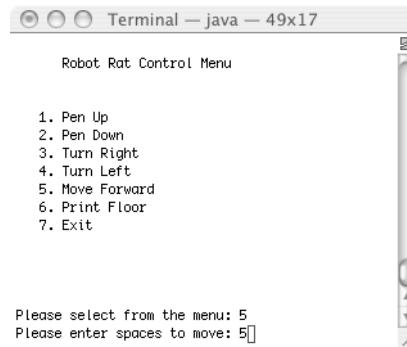 Terminal — java — 49x17
Robot Rat Control Menu
1. Pen Up
2. Pen Down
3. Turn Right
4. Turn Left
5. Move Forward
6. Print Floor
7. Exit
Please select from the menu: 5
Please enter spaces to move: 5